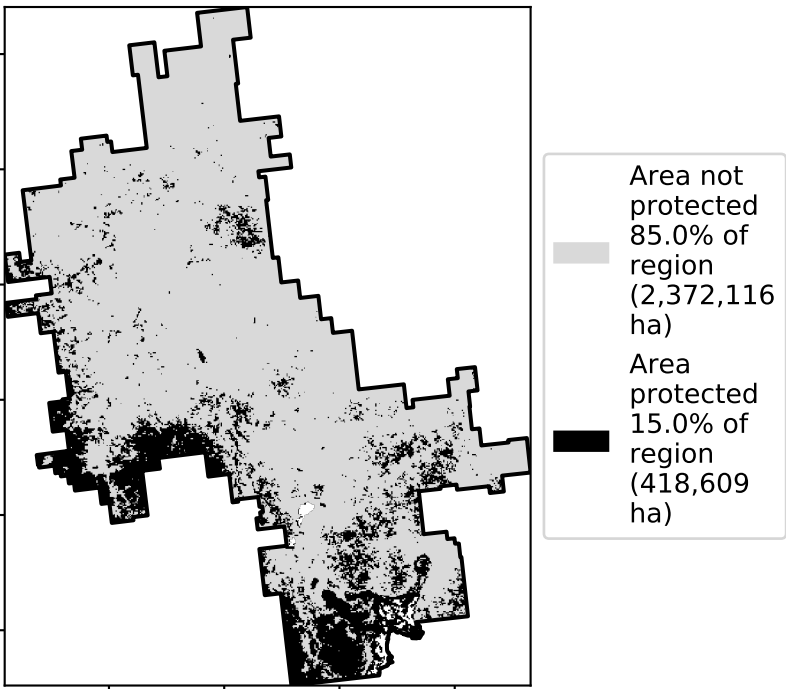 Area not
protected
85.0% of
region
(2,372,116
ha)
Area
protected
15.0% of
region
(418,609
ha)